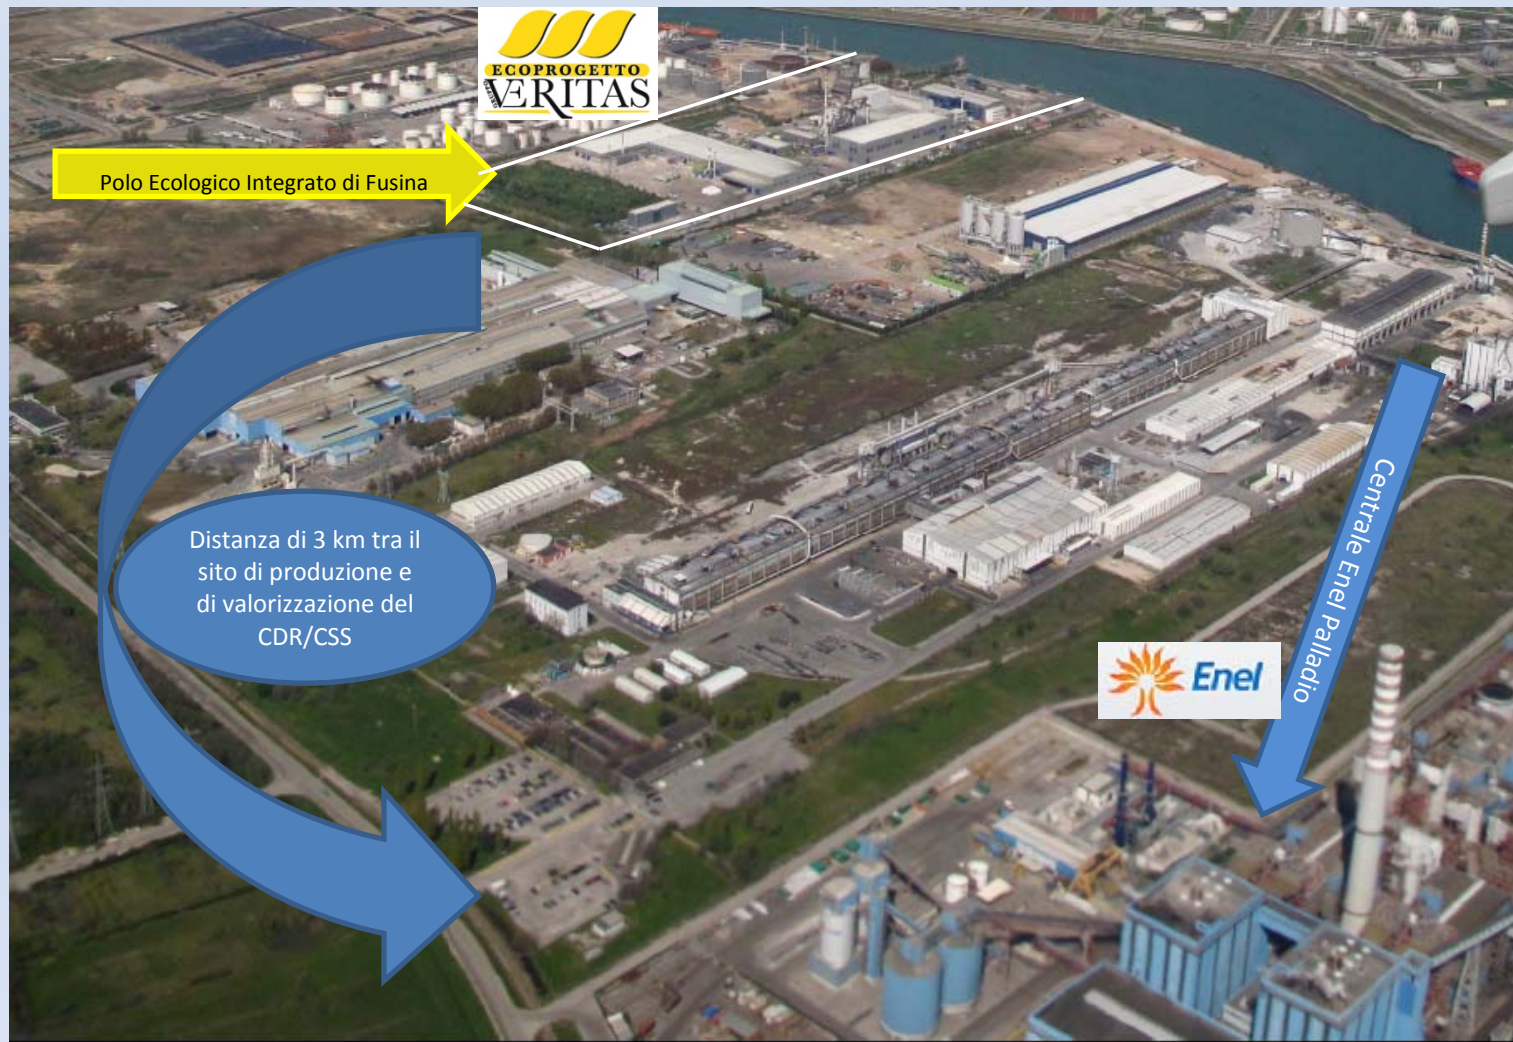 ECOPROGETTO
VERITAS
Polo Ecologico Integrato di Fusina
Distanza di 3 km tra il
sito di produzione e
di valorizzazione del
CDR/CSS
Centrale Enel Palladio
Enel